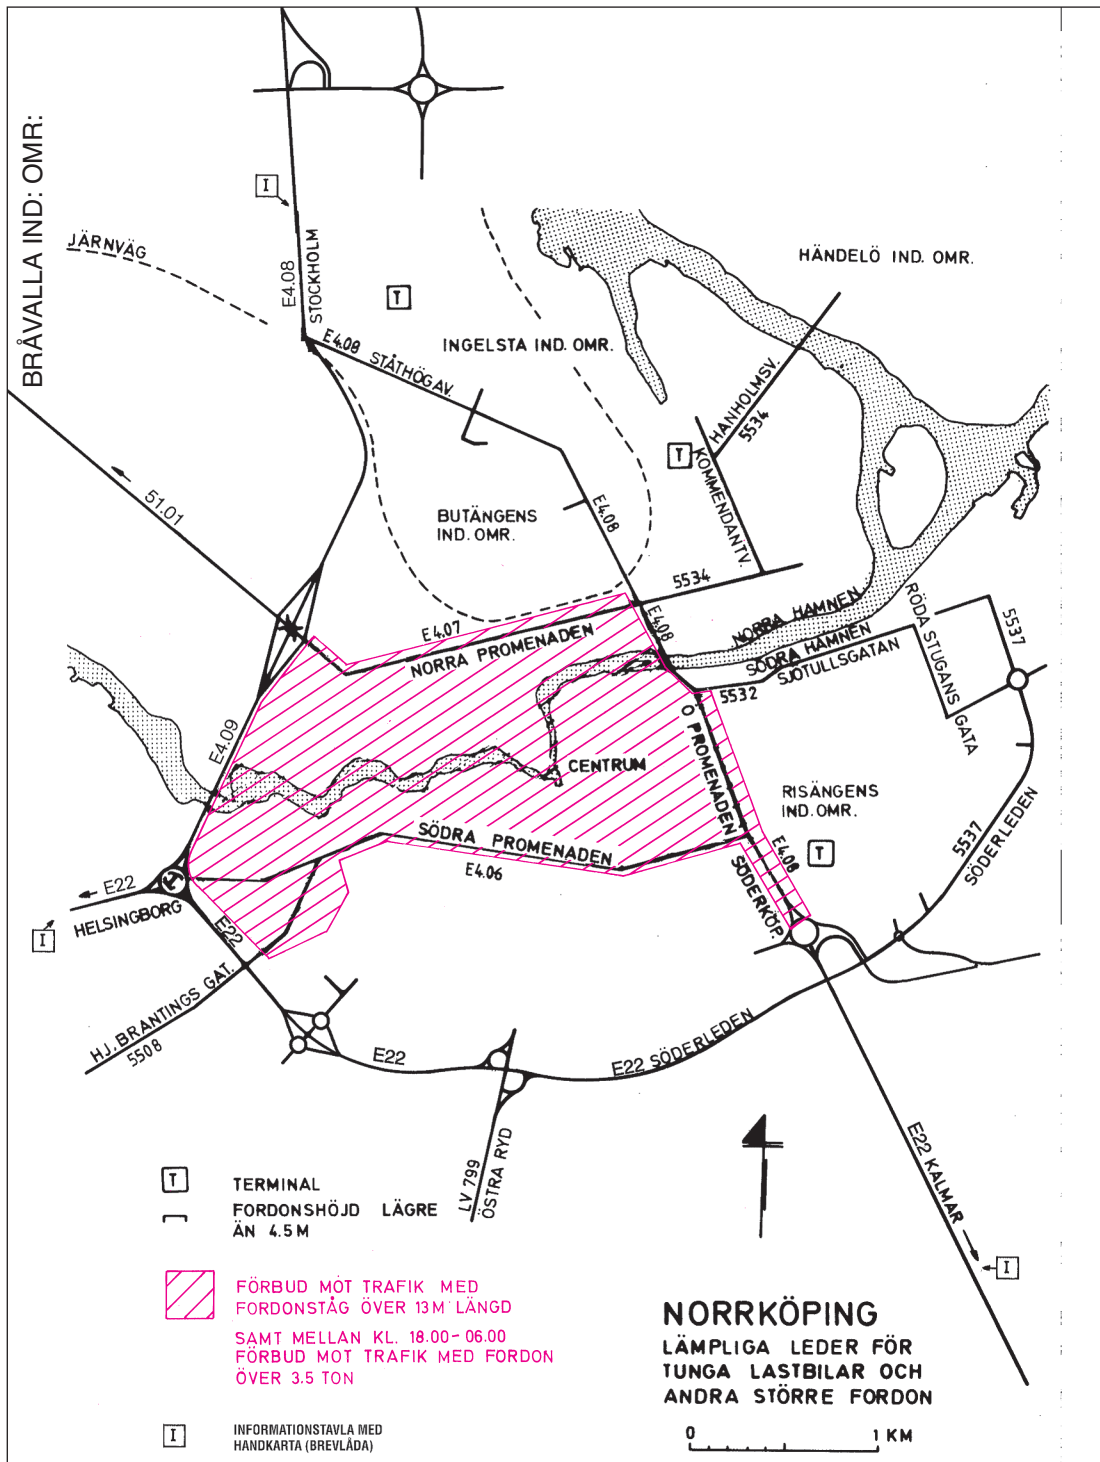 BRÅVALLA IND: OMR:
I
JÄRNVÄG
E4.08
STOCKHOLM
T
HÄNDELÖ IND. OMR.
E4.08
STÅTHÖGAV.
INGELSTA IND. OMR.
HANHOLMSV.
5534
T
KOMMENDANTV.
51.01
BUTÄNGENS
IND. OMR.
E4.08
5534
E4.07
NORRA PROMENADEN
E4.08
NORRA HAMNEN
SÖDRA HAMNEN
SJÖTULLSGATAN
5532
RÖDA STUGANS GATA
5537
Ö PROMENADEN
E4.09
CENTRUM
RISÄNGENS
IND. OMR.
T
SÖDRA PROMENADEN
E4.06
E4.08
5537
SÖDERLEDEN
SÖDERKÖP.
E22
HELSINGBORG
I
E22
HJ. BRANTINGS GAT.
5508
E22
E22 SÖDERLEDEN
LV 799
ÖSTRA RYD
E22 KALMAR
I
T
TERMINAL
FORDONSHÖJD LÄGRE
ÄN 4.5 M
FÖRBUD MOT TRAFIK MED
FORDONSTÅG ÖVER 13 M LÄNGD
SAMT MELLAN KL. 18.00-06.00
FÖRBUD MOT TRAFIK MED FORDON
ÖVER 3.5 TON
I
INFORMATIONSTAVLA MED
HANDKARTA (BREVLÅDA)
NORRKÖPING
LÄMPLIGA LEDER FÖR
TUNGA LASTBILAR OCH
ANDRA STÖRRE FORDON
0 1 KM